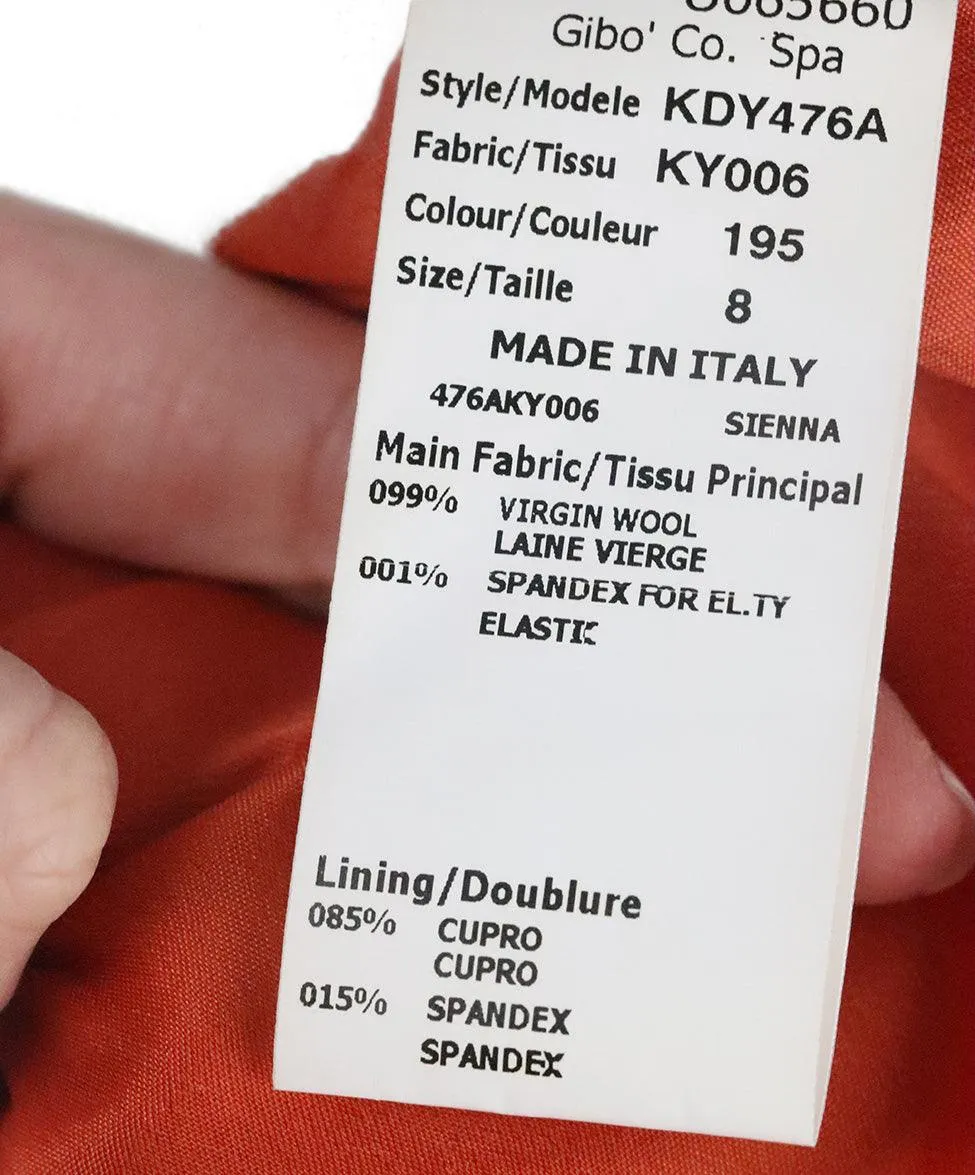 Gibo' Co. Spa
Style/Modele KDY476A
Fabric/Tissu KY006
Colour/Couleur 195
Size/Taille 8
MADE IN ITALY
476AKY006 SIENNA
Main Fabric/Tissu Principal
099% VIRGIN WOOL
LAINE VIERGE
001% SPANDEX FOR EL.TY
ELASTIC
Lining/Doublure
085% CUPRO
CUPRO
015% SPANDEX
SPANDEX